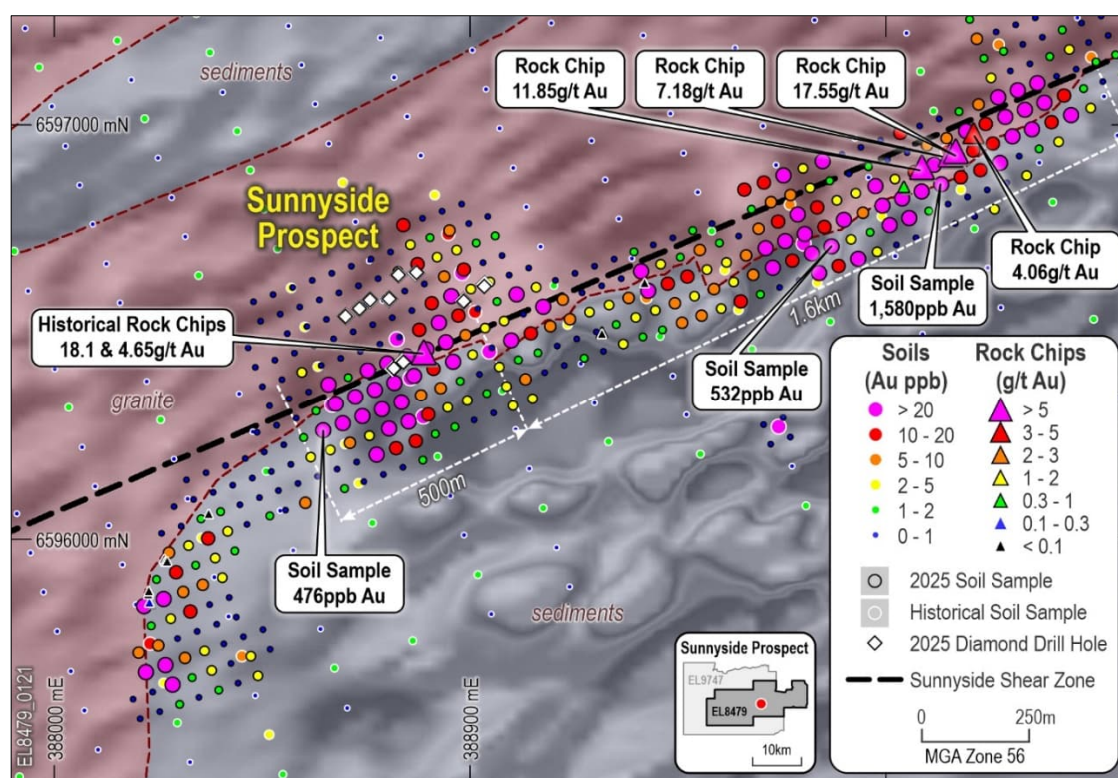 sediments
Rock Chip
11.85g/t Au
Rock Chip
7.18g/t Au
Rock Chip
17.55g/t Au
6597000 mN
Sunnyside
Prospect
Historical Rock Chips
18.1 & 4.65g/t Au
granite
Rock Chip
4.06g/t Au
Soil Sample
1,580ppb Au
1.6km
Soil Sample
532ppb Au
500m
6596000 mN
Soil Sample
476ppb Au
sediments
EL8479_0121
388000 mE
388900 mE
Sunnyside Prospect
EL9747
EL8479
10km
Soils
(Au ppb)
> 20
10 - 20
5 - 10
2 - 5
1 - 2
0 - 1
Rock Chips
(g/t Au)
> 5
3 - 5
2 - 3
1 - 2
0.3 - 1
0.1 - 0.3
< 0.1
2025 Soil Sample
Historical Soil Sample
2025 Diamond Drill Hole
Sunnyside Shear Zone
0 250m
MGA Zone 56